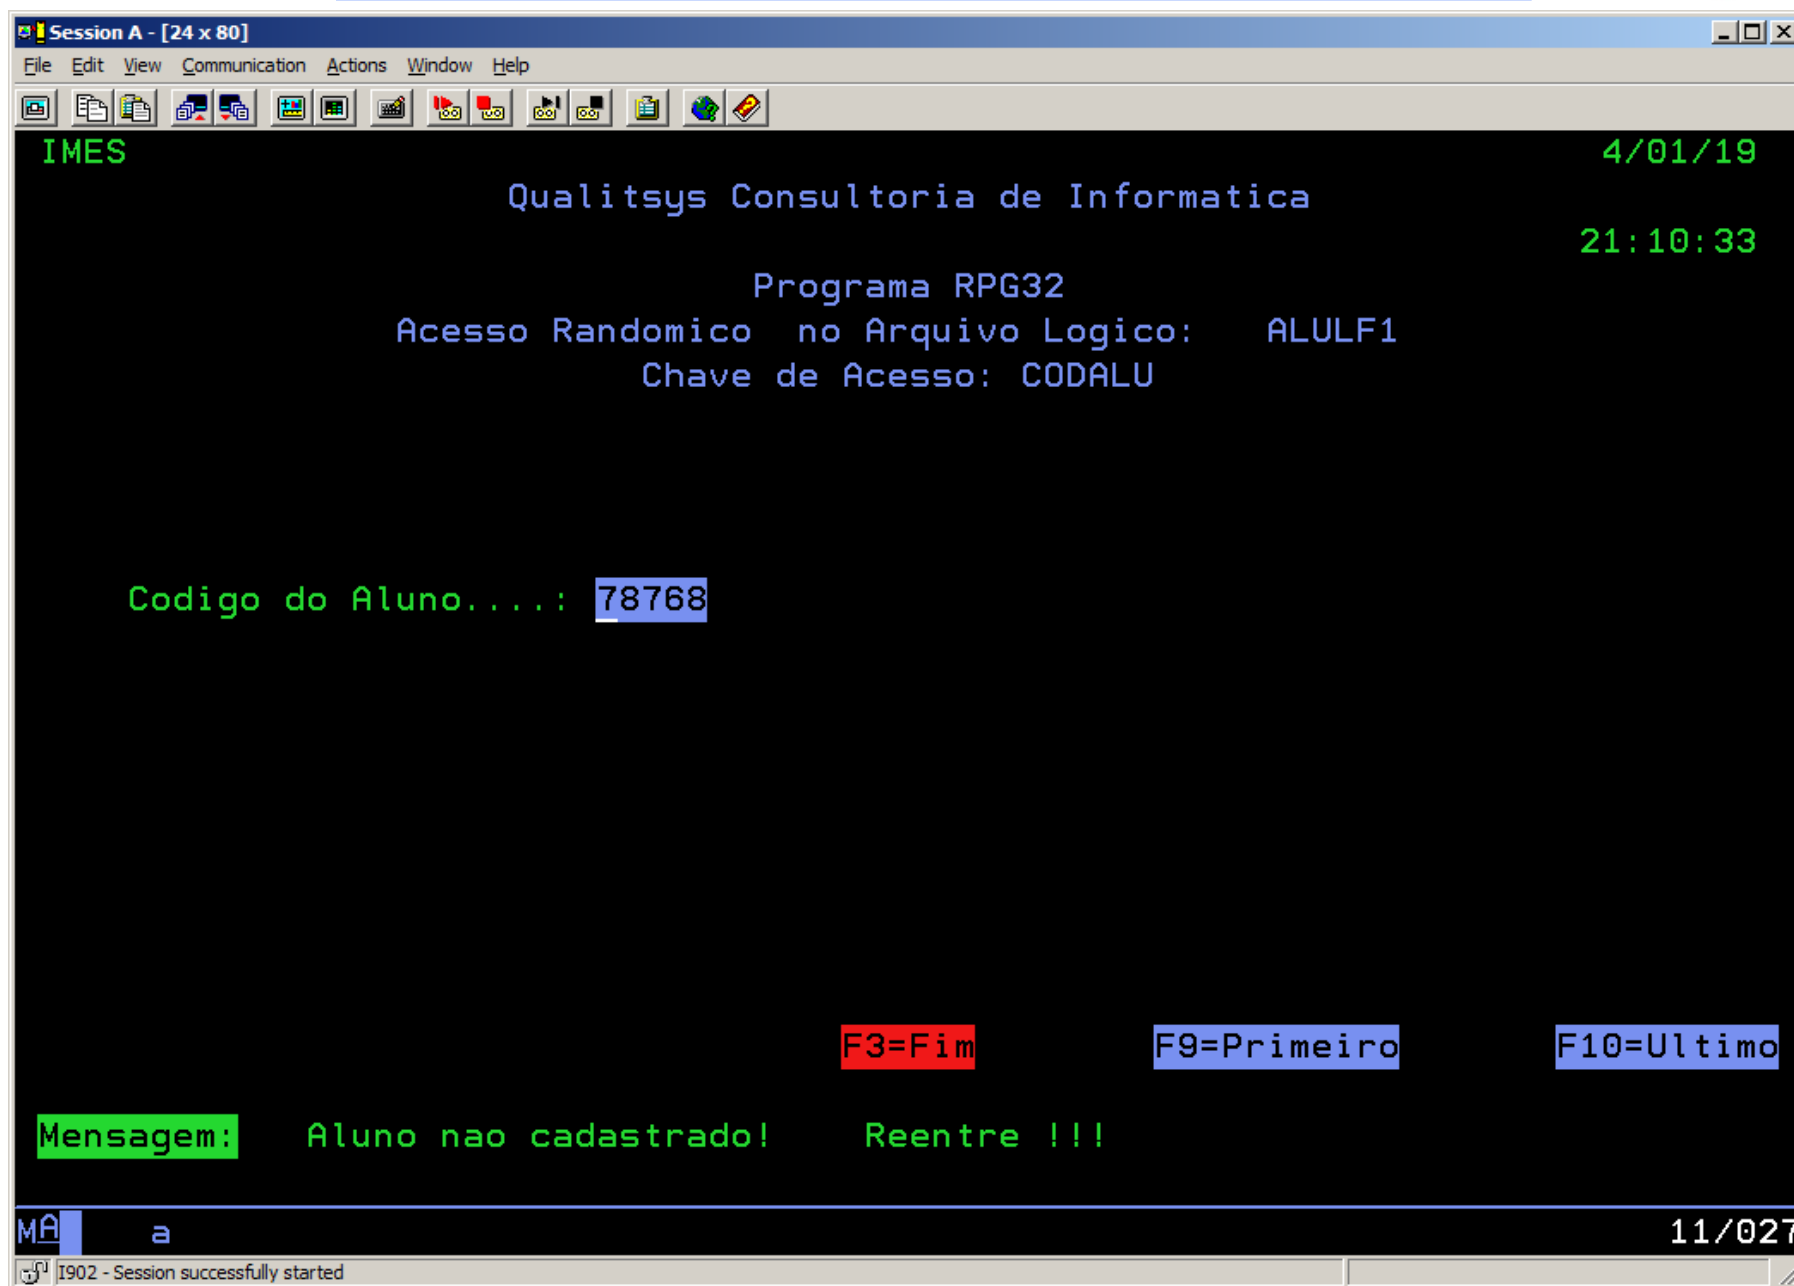 Session A - [24 x 80]
File Edit View Communication Actions Window Help
IMES 4/01/19
Qualitsys Consultoria de Informatica
21:10:33
Programa RPG32
Acesso Randomico no Arquivo Logico: ALULF1
Chave de Acesso: CODALU
Codigo do Aluno....: 78768
F3=Fim F9=Primeiro F10=Ultimo
Mensagem: Aluno nao cadastrado! Reentre !!!
MA a 11/027
I902 - Session successfully started